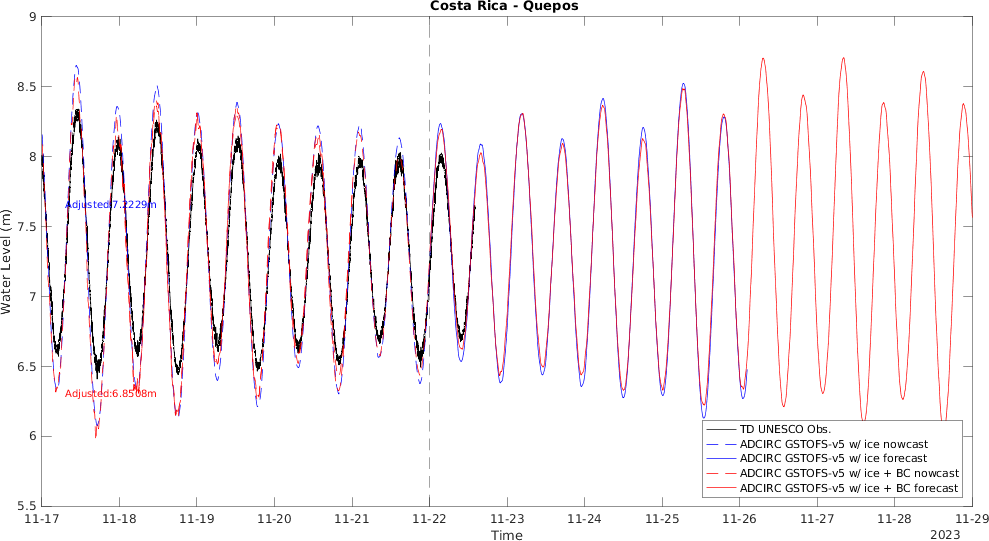 Costa Rica - Quepos
9
8.5
8
7.5
7
6.5
6
5.5
Water Level (m)
Adjusted:7.2229m
Adjusted:6.8508m
TD UNESCO Obs.
ADCIRC GSTOFS-v5 w/ ice nowcast
ADCIRC GSTOFS-v5 w/ ice forecast
ADCIRC GSTOFS-v5 w/ ice + BC nowcast
ADCIRC GSTOFS-v5 w/ ice + BC forecast
11-17 11-18 11-19 11-20 11-21 11-22 11-23 11-24 11-25 11-26 11-27 11-28 11-29
Time
2023